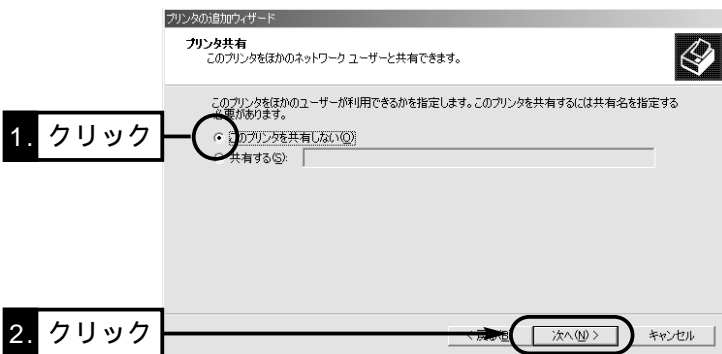 プリンタの追加ウィザード
プリンタ共有
このプリンタをほかのネットワーク ユーザーと共有できます。
このプリンタをほかのユーザーが利用できるかを指定します。このプリンタを共有するには共有名を指定する
必要があります。
1. クリック
このプリンタを共有しない(O)
共有する(S):
2. クリック
< 戻る(B)
次へ(N) >
キャンセル